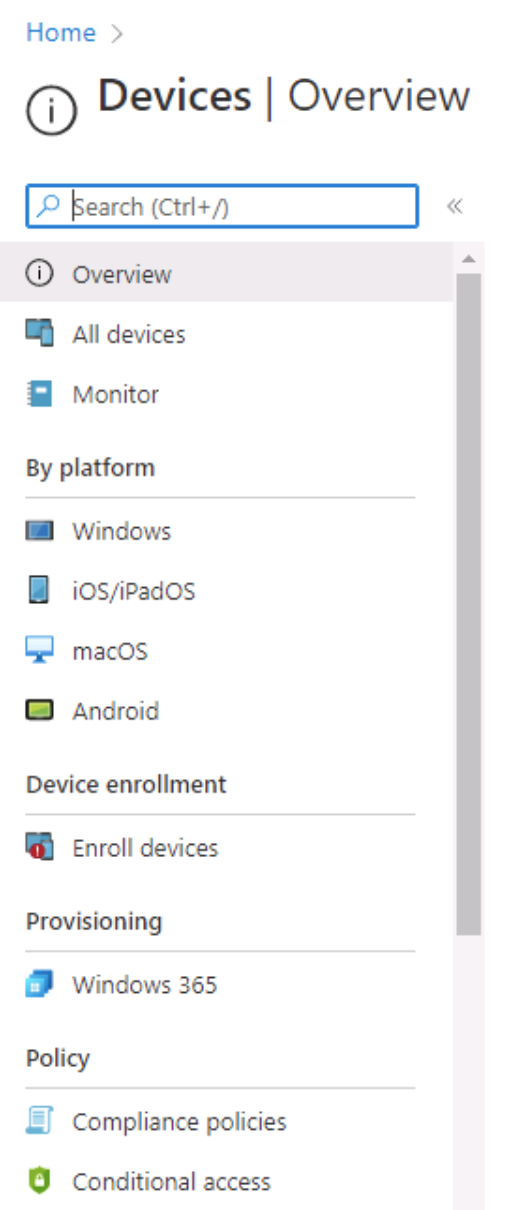 Home >
Devices | Overview
Search (Ctrl+/)
«
Overview
All devices
Monitor
By platform
Windows
iOS/iPadOS
macOS
Android
Device enrollment
Enroll devices
Provisioning
Windows 365
Policy
Compliance policies
Conditional access